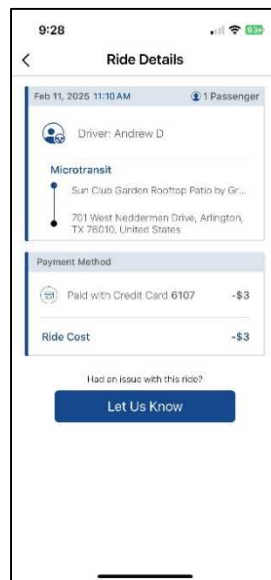 9:28
63
Ride Details
Feb 11, 2025 11:10 AM
1 Passenger
Driver: Andrew D
Microtransit
Sun Club Garden Rooftop Patio by Gr...
701 West Nedderman Drive, Arlington,
TX 76010, United States
Payment Method
Paid with Credit Card 6107 -$3
Ride Cost -$3
Had an issue with this ride?
Let Us Know